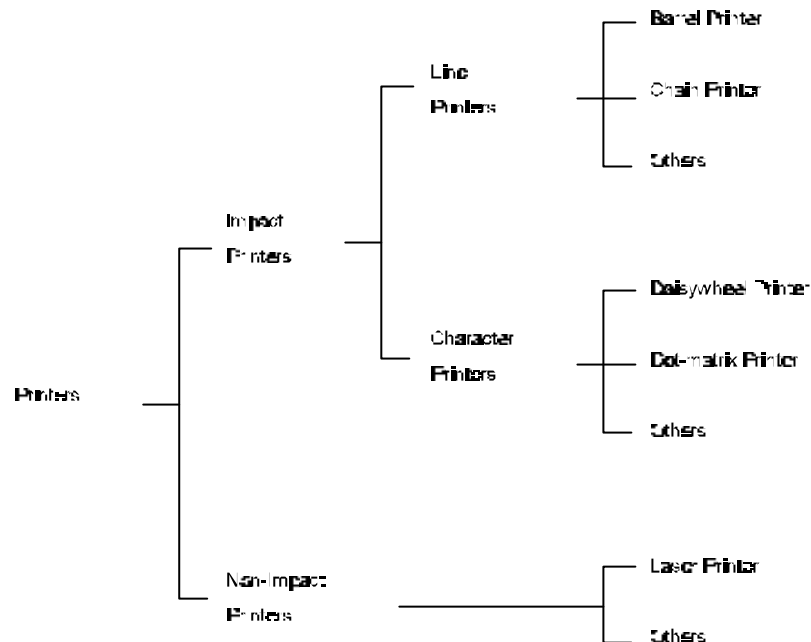 Barrel Printer
Line
Printers
Chain Printer
Others
Impact
Printers
Daisywheel Printer
Character
Printers
Dot-matrix Printer
Printers
Others
Non-Impact
Printers
Laser Printer
Others